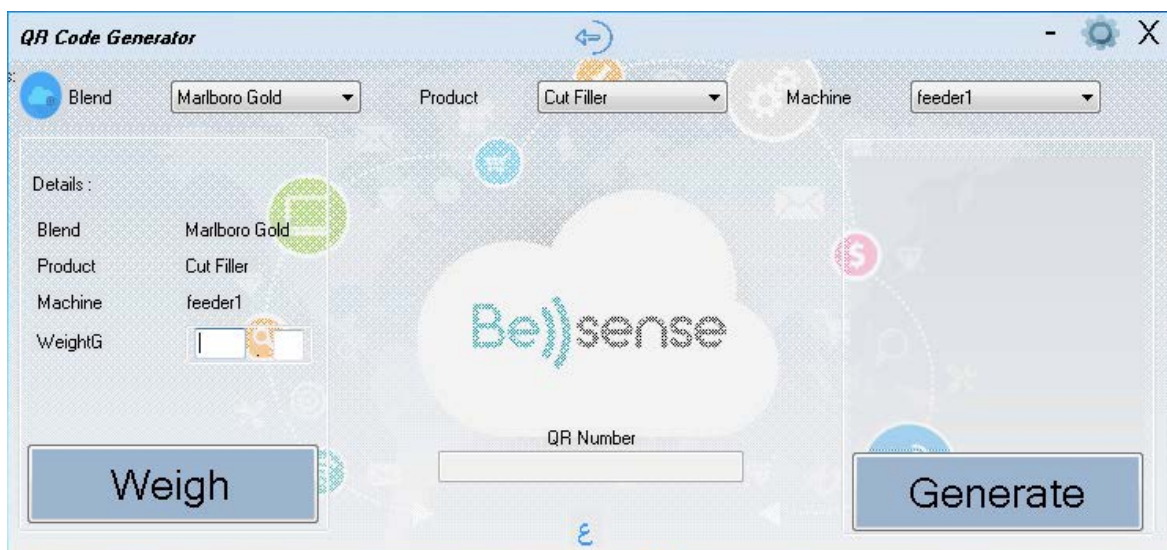 QR Code Generator
- X
s:
Blend Marlboro Gold Product Cut Filler Machine feeder1
Details :
Blend Marlboro Gold
Product Cut Filler
Machine feeder1
WeightG .
Be))sense
QR Number
Weigh
Generate
ع